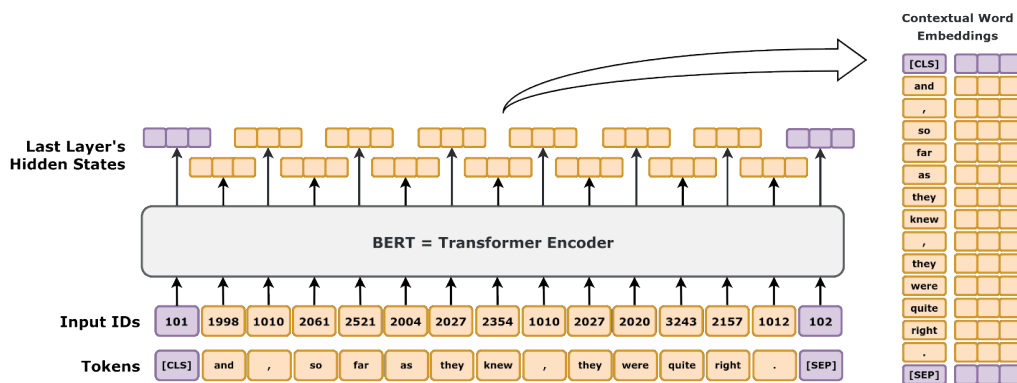 Contextual Word
Embeddings
[CLS]
and
,
so
far
as
they
knew
,
they
were
quite
right
.
[SEP]
Last Layer's
Hidden States
BERT = Transformer Encoder
Input IDs 101 1998 1010 2061 2521 2004 2027 2354 1010 2027 2020 3243 2157 1012 102
Tokens [CLS] and , so far as they knew , they were quite right . [SEP]